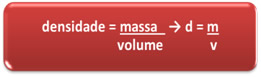 densidade = massa → d = m
volume v